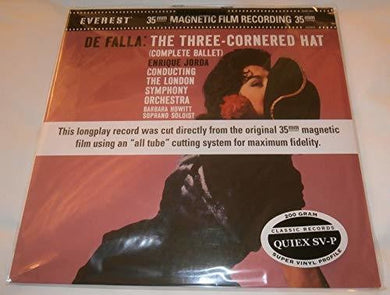 EVEREST 35mm MAGNETIC FILM RECORDING 35mm
DE FALLA: THE THREE-CORNERED HAT
(COMPLETE BALLET)
ENRIQUE JORDA
CONDUCTING
THE LONDON
SYMPHONY
ORCHESTRA
BARBARA HOWITT
SOPRANO SOLOIST
This longplay record was cut directly from the original 35mm magnetic
film using an "all tube" cutting system for maximum fidelity.
200 GRAM
CLASSIC RECORDS
QUIEX SV-P
SUPER VINYL PROFILE